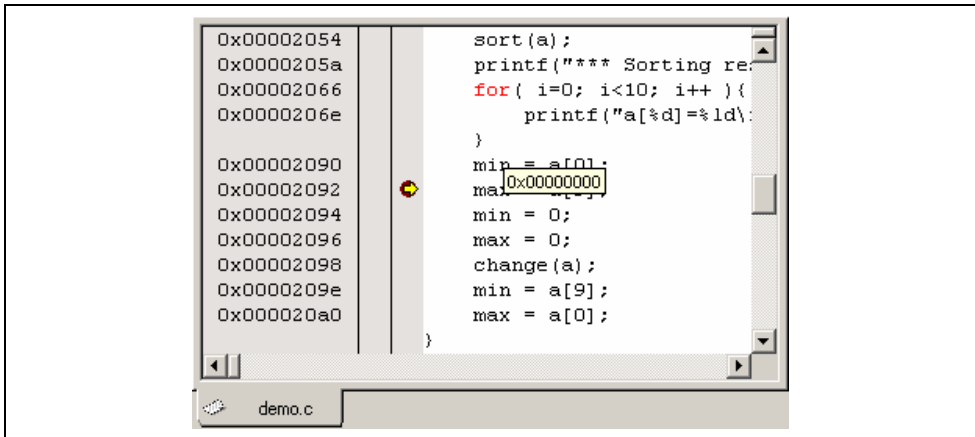 0x00002054 sort(a);
0x0000205a printf("*** Sorting
0x00002066 for( i=0; i<10; i++ ){
0x0000206e printf("a[%d]=%ld\
}
0x00002090 min = a[0];
0x00000000
0x00002092
0x00002094 min = 0;
0x00002096 max = 0;
0x00002098 change(a);
0x0000209e min = a[9];
0x000020a0 max = a[0];
}
demo.c